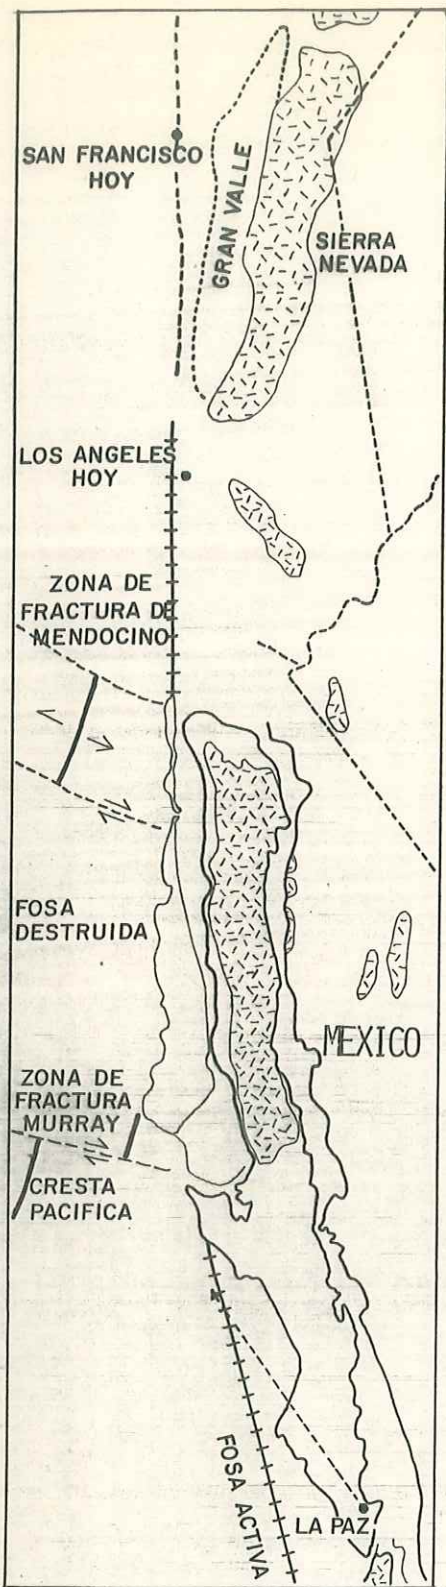 SAN FRANCISCO
HOY
GRAN VALLE
SIERRA
NEVADA
LOS ANGELES
HOY
ZONA DE
FRACTURA DE
MENDOCINO
FOSA
DESTRUIDA
MEXICO
ZONA DE
FRACTURA
MURRAY
CRESTA
PACIFICA
FOSA ACTIVA
LA PAZ